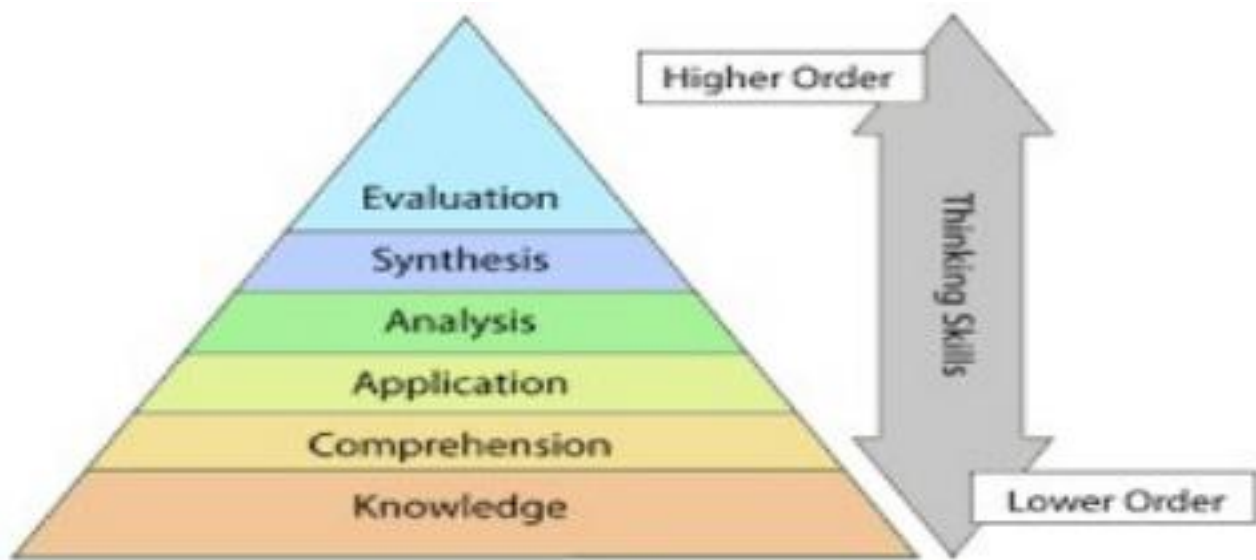 Higher Order
Evaluation
Synthesis
Analysis
Application
Comprehension
Knowledge
Thinking Skills
Lower Order